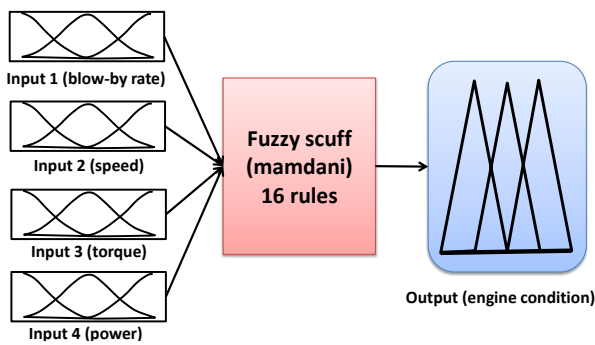 Input 1 (blow-by rate)
Input 2 (speed)
Input 3 (torque)
Input 4 (power)
Fuzzy scuff
(mamdani)
16 rules
Output (engine condition)